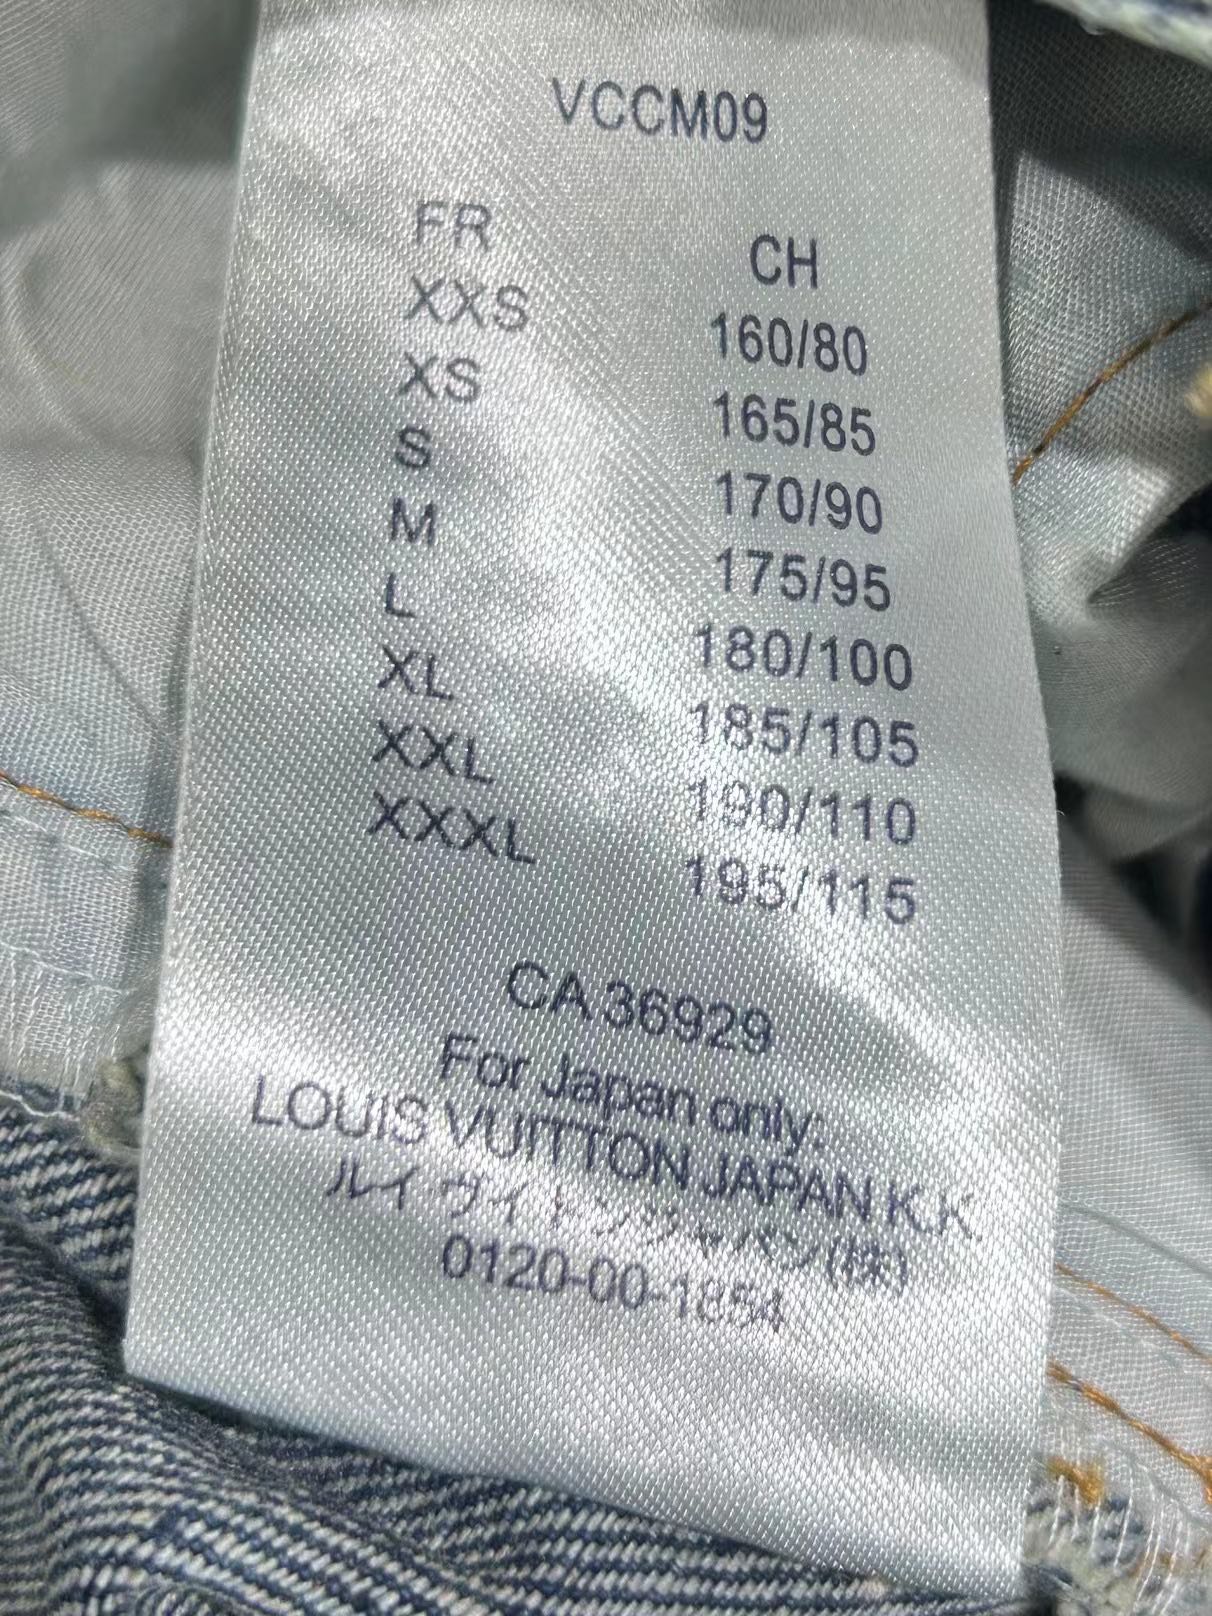 VCCM09
FR CH
XXS 160/80
XS 165/85
S 170/90
M 175/95
L 180/100
XL 185/105
XXL 190/110
XXXL 195/115
CA 36929
For Japan only:
LOUIS VUITTON JAPAN K.K
ルイ ヴィトン ジャパン(株)
0120-00-1854